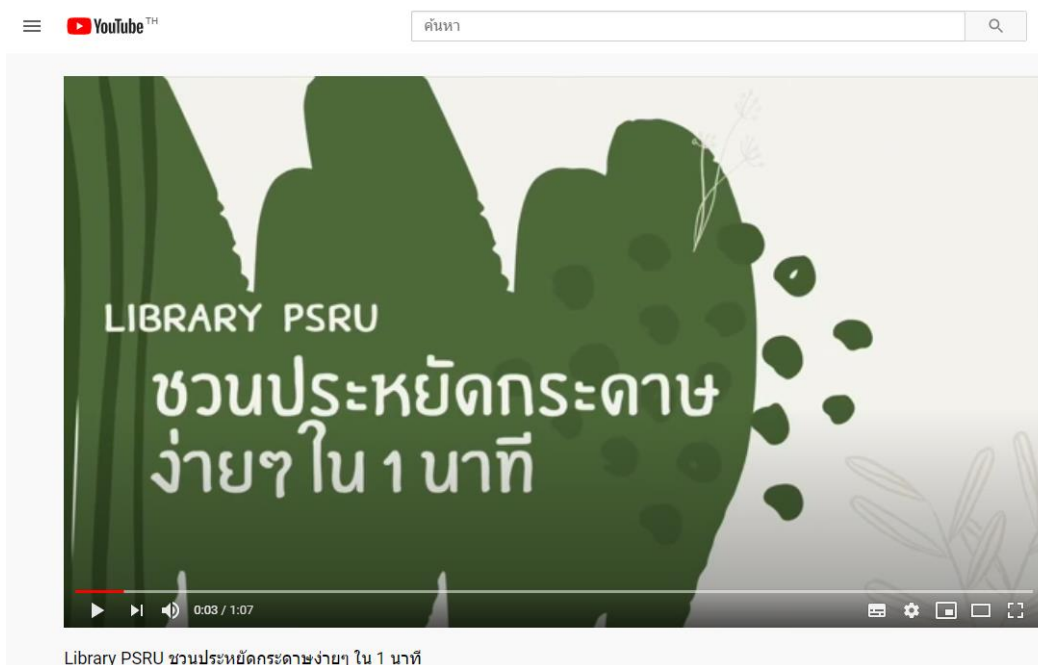 YouTube TH
ค้นหา
LIBRARY PSRU
ชวนประหยัดกระดาษ
ง่ายๆ ใน 1 นาที
0:03 / 1:07
Library PSRU ชวนประหยัดกระดาษง่ายๆ ใน 1 นาที